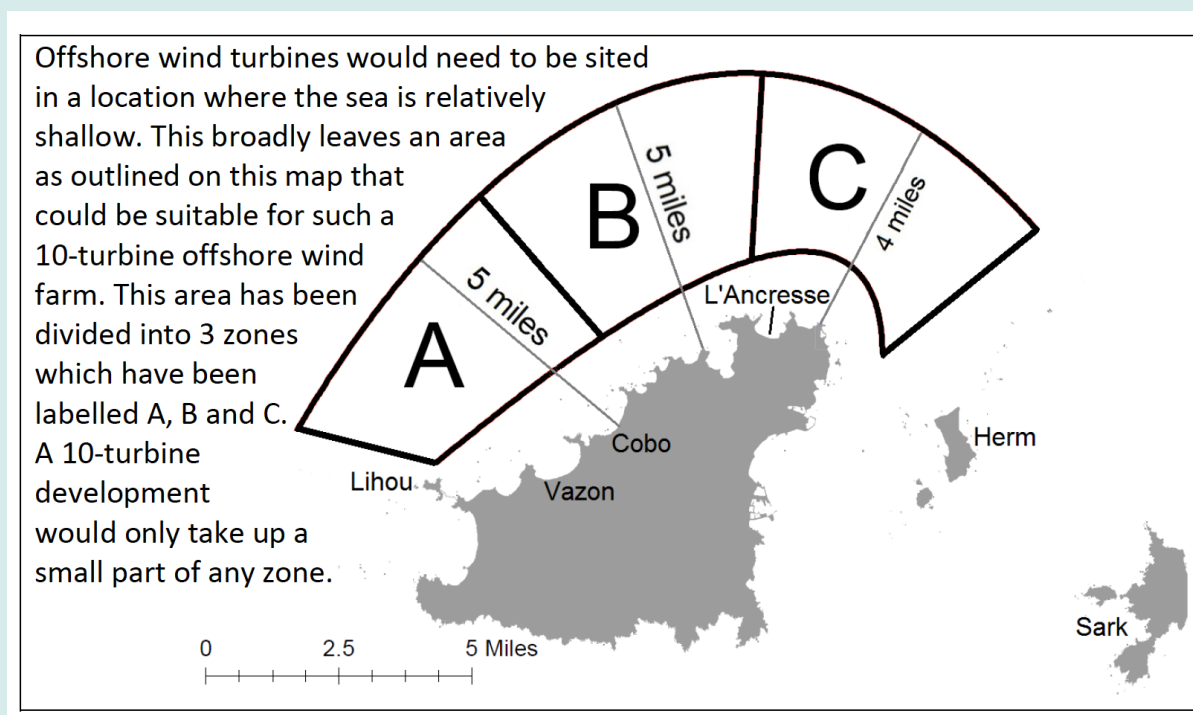 Offshore wind turbines would need to be sited
in a location where the sea is relatively
shallow. This broadly leaves an area
as outlined on this map that
could be suitable for such a
10-turbine offshore wind
farm. This area has been
divided into 3 zones
which have been
labelled A, B and C.
A 10-turbine
development
would only take up a
small part of any zone.
A
5 miles
B
5 miles
C
4 miles
L'Ancresse
Cobo
Vazon
Lihou
Herm
Sark
0 2.5 5 Miles